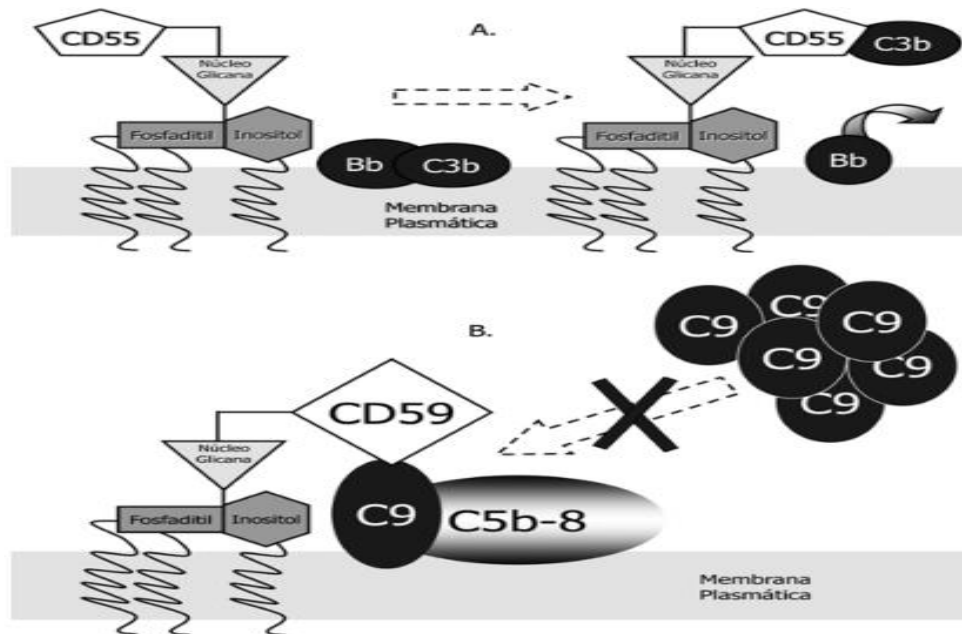 A.
CD55
Núcleo
Glicana
Fosfaditil Inositol
Bb C3b
Membrana
Plasmática
CD55 C3b
Núcleo
Glicana
Fosfaditil Inositol
Bb
B.
CD59
Núcleo
Glicana
Fosfaditil Inositol
C9 C5b-8
C9
C9
C9
C9
C9
C9
Membrana
Plasmática